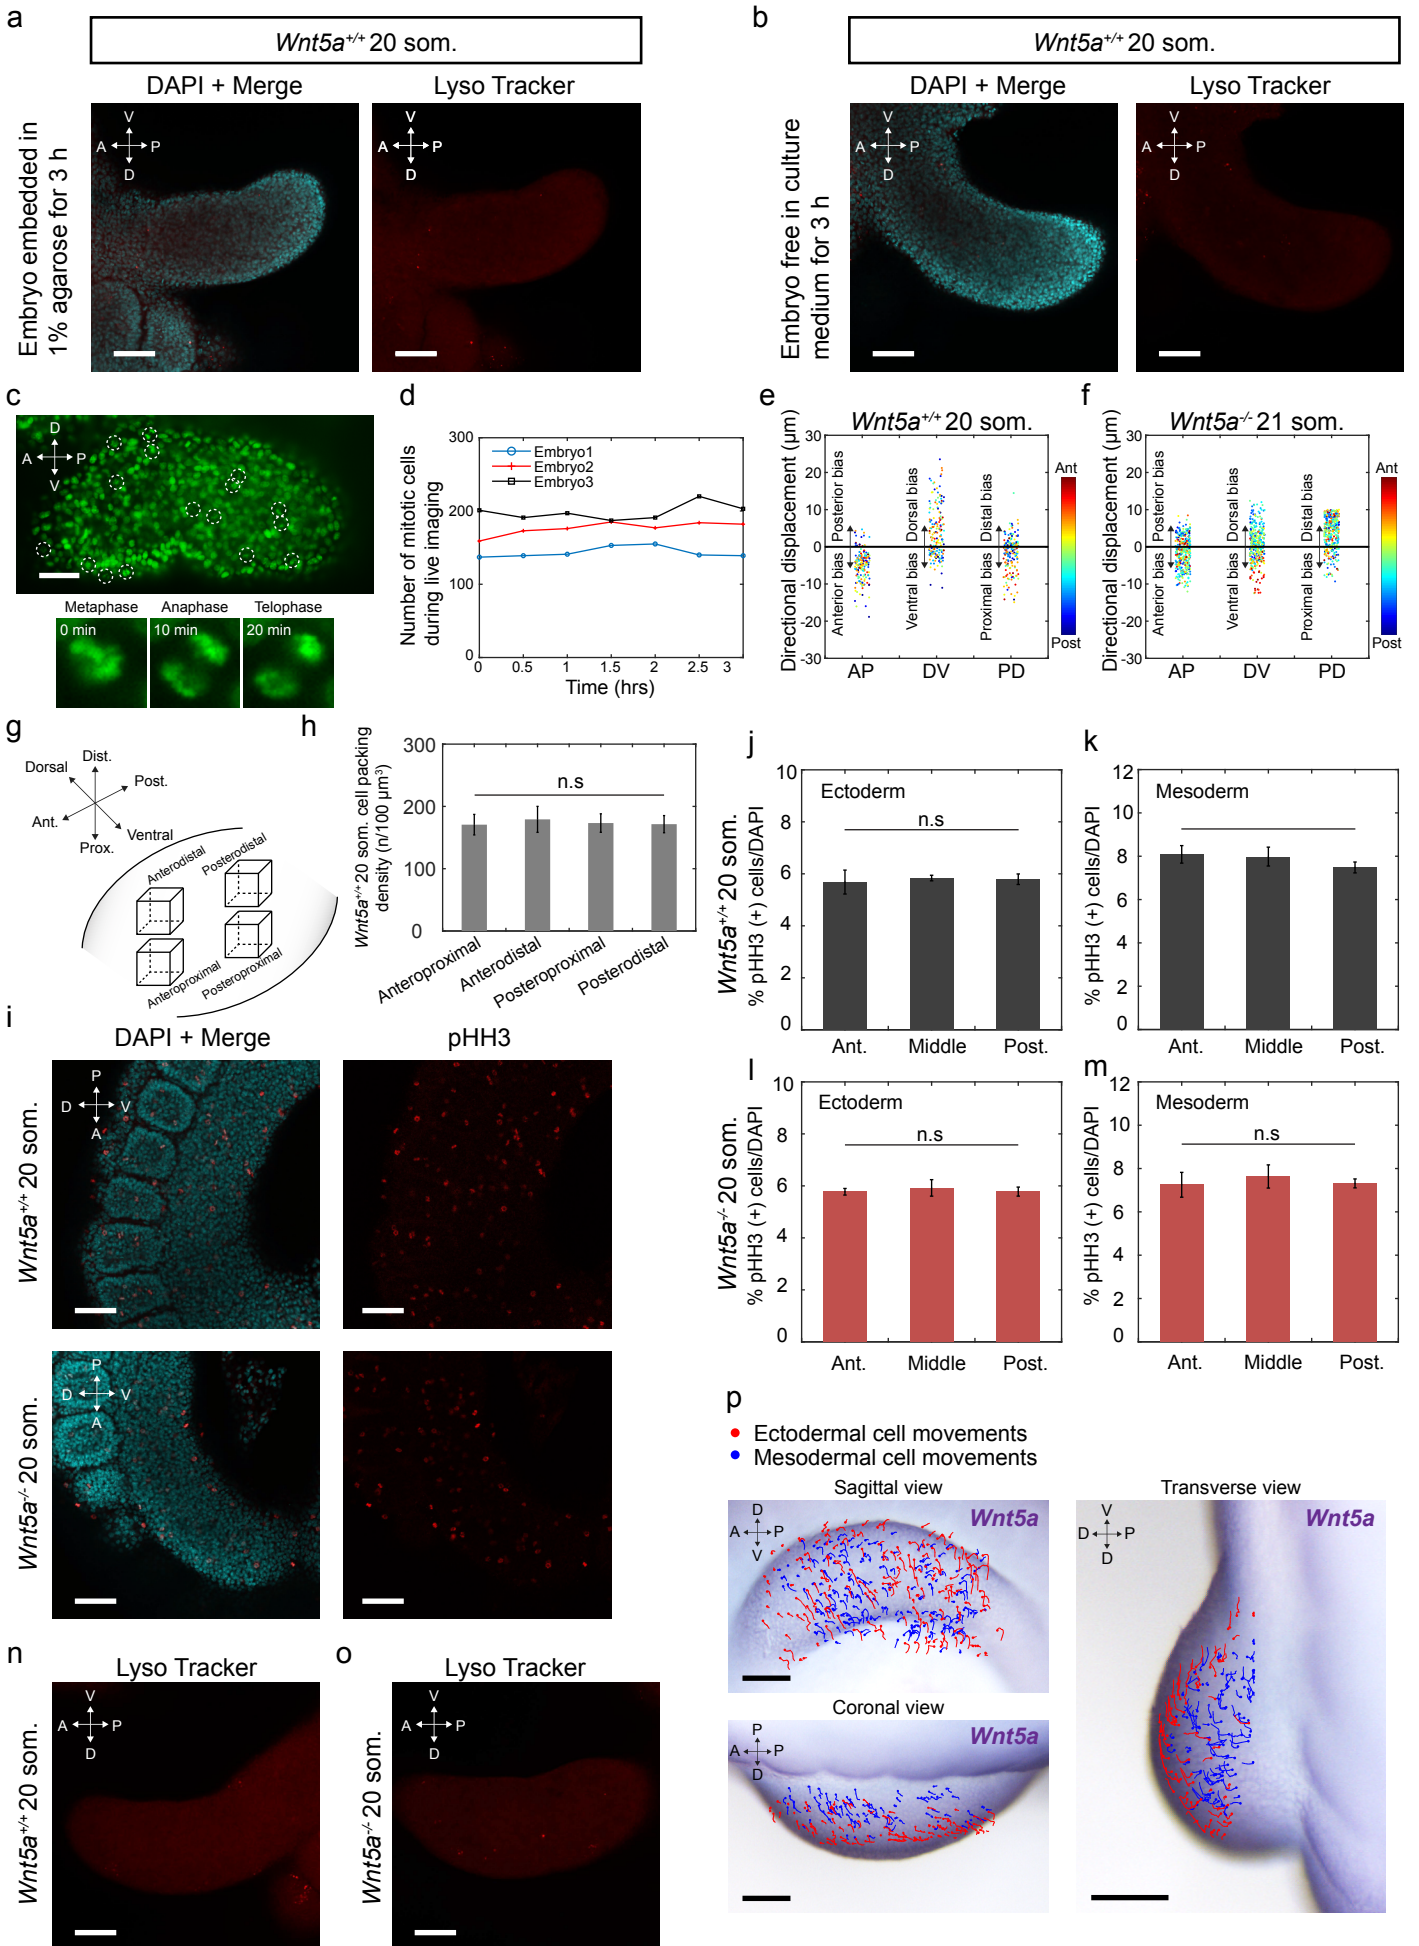 a
Wnt5a+/+ 20 som.
DAPI + Merge
Lyso Tracker
Embryo embedded in
1% agarose for 3 h
V
A
P
D
V
A
P
D
b
Wnt5a+/+ 20 som.
DAPI + Merge
Lyso Tracker
Embryo free in culture
medium for 3 h
V
A
P
D
V
A
P
D
c
D
A
P
V
Metaphase
Anaphase
Telophase
0 min
10 min
20 min
d
Number of mitotic cells
during live imaging
300
200
100
0
Embryo1
Embryo2
Embryo3
0 0.5 1 1.5 2 2.5 3
Time (hrs)
e
Wnt5a+/+ 20 som.
Directional displacement (µm)
30
20
10
0
-10
-20
-30
Posterior bias
Anterior bias
Dorsal bias
Ventral bias
Distal bias
Proximal bias
AP DV PD
Ant
Post
f
Wnt5a-/- 21 som.
Directional displacement (µm)
30
20
10
0
-10
-20
-30
Posterior bias
Anterior bias
Dorsal bias
Ventral bias
Distal bias
Proximal bias
AP DV PD
Ant
Post
g
Dist.
Dorsal
Post.
Ant.
Ventral
Prox.
Anterodistal
Posterodistal
Anteroproximal
Posteroproximal
h
Wnt5a+/+ 20 som. cell packing
density (n/100 µm³)
300
200
100
0
n.s
Anteroproximal
Anterodistal
Posteroproximal
Posterodistal
i
DAPI + Merge
pHH3
Wnt5a+/+ 20 som.
P
D
V
A
Wnt5a-/- 20 som.
P
D
V
A
j
Wnt5a+/+ 20 som.
% pHH3 (+) cells/DAPI
10
8
6
4
2
0
Ectoderm
n.s
Ant. Middle Post.
k
% pHH3 (+) cells/DAPI
12
10
8
6
4
2
0
Mesoderm
Ant. Middle Post.
l
Wnt5a-/- 20 som.
% pHH3 (+) cells/DAPI
10
8
6
4
2
0
Ectoderm
n.s
Ant. Middle Post.
m
% pHH3 (+) cells/DAPI
12
10
8
6
4
2
0
Mesoderm
n.s
Ant. Middle Post.
n
Lyso Tracker
Wnt5a+/+ 20 som.
V
A
P
D
o
Lyso Tracker
Wnt5a-/- 20 som.
V
A
P
D
p
Ectodermal cell movements
Mesodermal cell movements
Sagittal view
D
A
P
V
Wnt5a
Coronal view
P
A
P
D
Wnt5a
Transverse view
V
D
P
D
Wnt5a